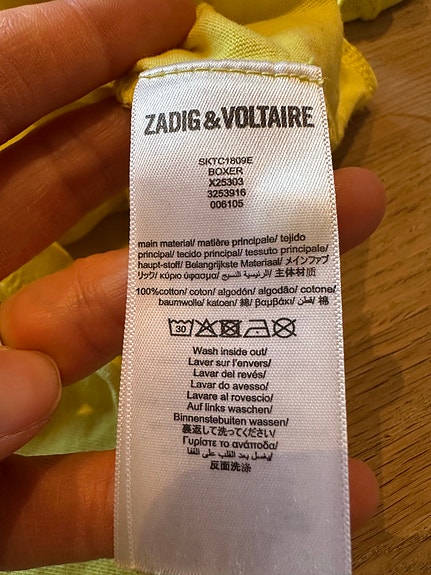 ZADIG & VOLTAIRE
SKTC1809E
BOXER
X25303
3253916
006105
main material/ matière principale/ tejido
principal/ tecido principal/ tessuto principale/
haupt-stoff/ Belangrijkste Materiaal/ メインファブ
リック/ κύριο ύφασμα/ الرئيسية النسيج/ 主体材质
100%cotton/ coton/ algodón/ algodão/ cotone/
baumwolle/ katoen/ 綿/ βαμβάκι/ قطن/ 棉
30
Wash inside out/
Laver sur l'envers/
Lavar del revés/
Lavar do avesso/
Lavare al rovescio/
Auf links waschen/
Binnenstebuiten wassen/
裏返して洗ってください/
Γυρίστε το ανάποδα/
يغسل بعد القلب على القفا/
反面洗涤